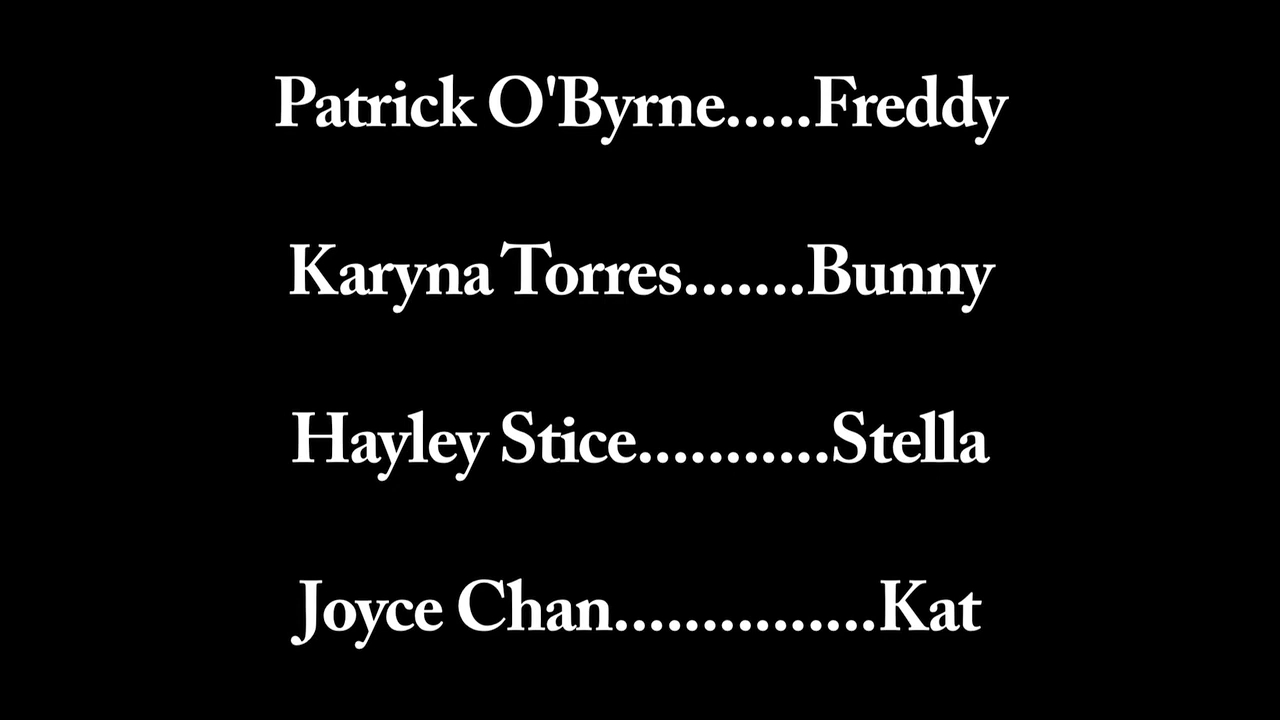 Patrick O'Byrne.....Freddy
Karyna Torres.......Bunny
Hayley Stice...........Stella
Joyce Chan...............Kat